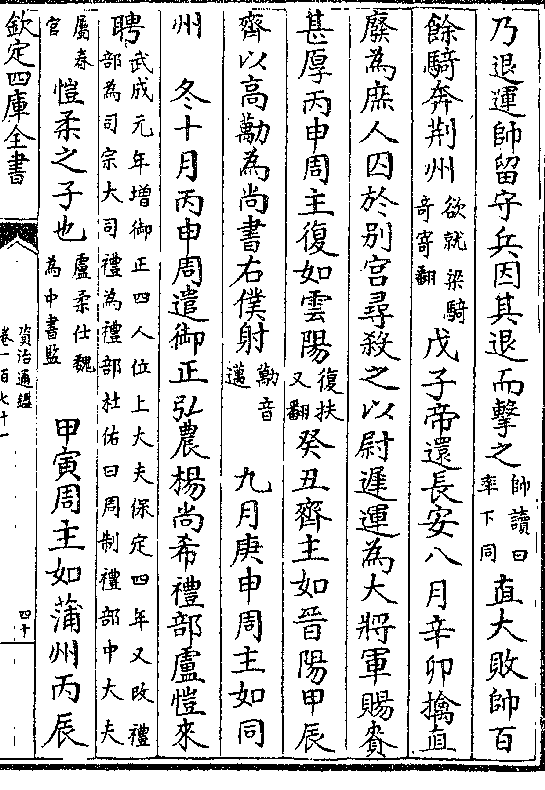 乃退運帥留守兵因其退而擊之帥讀曰率下同直大敗帥百
餘騎奔荆州欲就梁騎奇寄翻戊子帝還長安八月辛卯擒直
廢為庶人囚於别宫尋殺之以尉遲運為大將軍賜賚
甚厚丙申周主復如雲陽復扶又翻癸丑齊主如晉陽甲辰
齊以高勱為尚書右僕射勱音邁九月庚申周主如同
州冬十月丙申周遣御正弘農楊尚希禮部盧愷來
聘武成元年增御正四人位上大夫保定四年又改禮部為司宗大司禮為禮部杜佑曰周制禮部中大夫
屬春官愷柔之子也盧柔仕魏為中書監甲寅周主如蒲州丙辰
欽定四庫全書
資治通鑑
卷一百七十一
四十